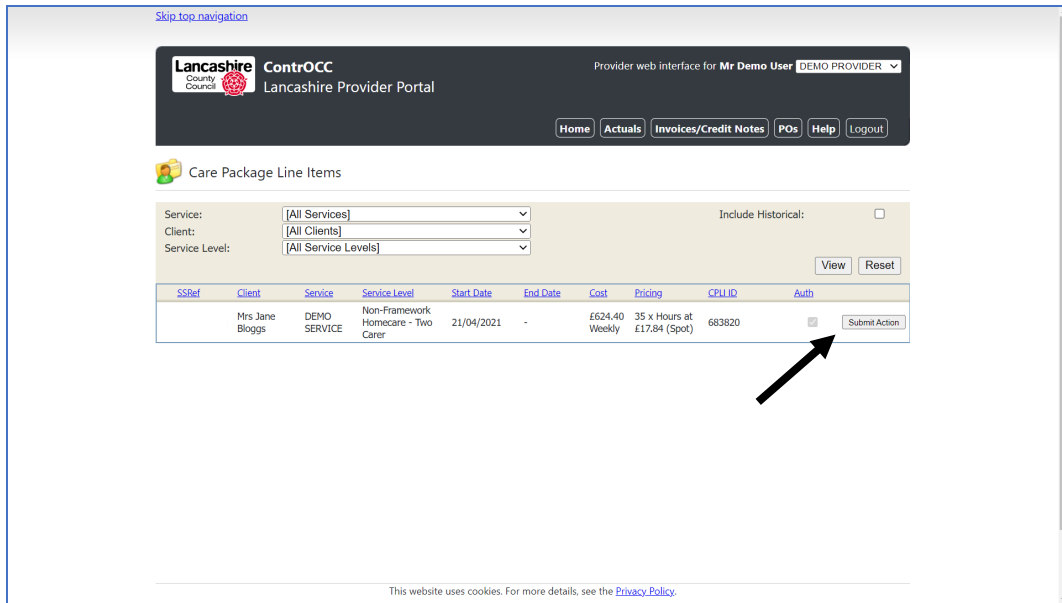 Skip top navigation
Lancashire
County
Council
ContrOCC
Lancashire Provider Portal
Provider web interface for Mr Demo User DEMO PROVIDER
Home Actuals Invoices/Credit Notes POs Help Logout
Care Package Line Items
Service: [All Services] Include Historical:
Client: [All Clients]
Service Level: [All Service Levels]
View Reset
SSRef Client Service Service Level Start Date End Date Cost Pricing CPLI ID Auth
Mrs Jane Bloggs DEMO SERVICE Non-Framework Homecare - Two Carer 21/04/2021 - £624.40 Weekly 35 x Hours at £17.84 (Spot) 683820 Submit Action
This website uses cookies. For more details, see the Privacy Policy.